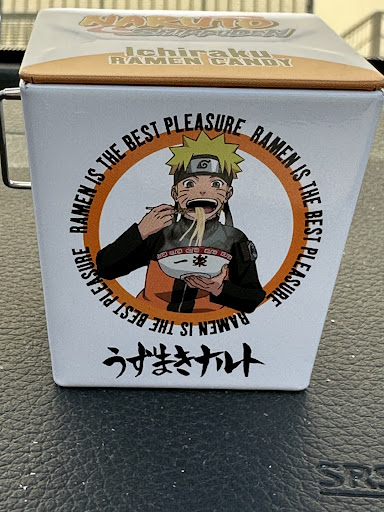 NARUTO
SHIPPUDEN
Ichiraku
RAMEN CANDY
RAMEN IS THE BEST PLEASURE RAMEN IS THE BEST PLEASURE RAMEN IS THE BEST PLEASURE
一楽
うずまきナルト
SRS